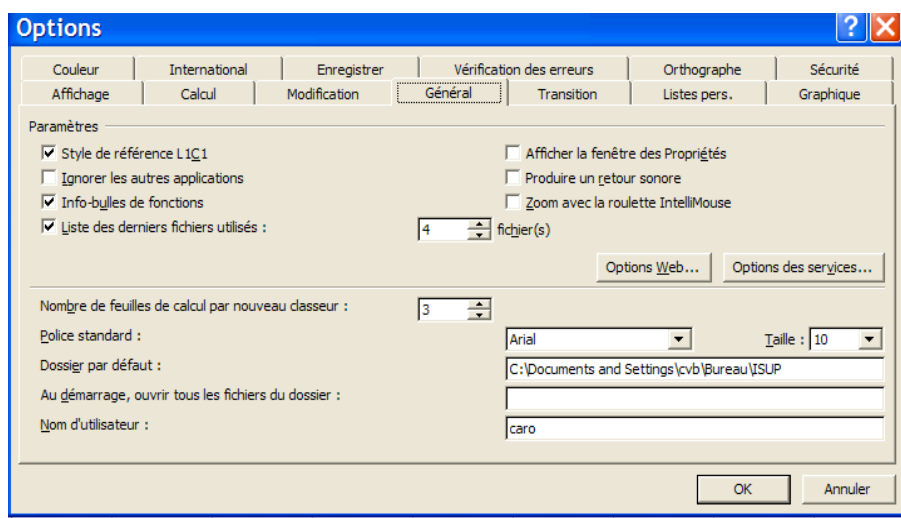 Options
Couleur International Enregistrer Vérification des erreurs Orthographe Sécurité
Affichage Calcul Modification Général Transition Listes pers. Graphique
Paramètres
Style de référence L1C1 Afficher la fenêtre des Propriétés
Ignorer les autres applications Produire un retour sonore
Info-bulles de fonctions Zoom avec la roulette IntelliMouse
Liste des derniers fichiers utilisés : 4 fichier(s)
Options Web... Options des services...
Nombre de feuilles de calcul par nouveau classeur : 3
Police standard : Arial Taille : 10
Dossier par défaut : C:\Documents and Settings\cvb\Bureau\ISUP
Au démarrage, ouvrir tous les fichiers du dossier :
Nom d'utilisateur : caro
OK Annuler